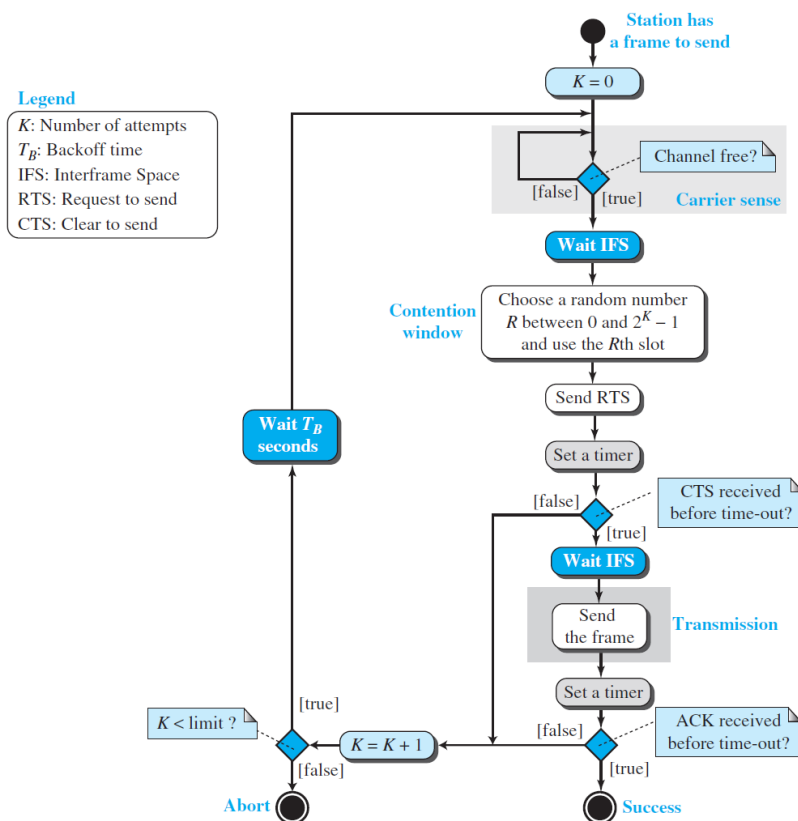 Station has
a frame to send
K = 0
Legend
K: Number of attempts
T_B: Backoff time
IFS: Interframe Space
RTS: Request to send
CTS: Clear to send
Channel free?
[false]
[true]
Carrier sense
Wait IFS
Contention
window
Choose a random number
R between 0 and 2^K – 1
and use the Rth slot
Send RTS
Wait T_B
seconds
Set a timer
CTS received
before time-out?
[false]
[true]
Wait IFS
Send
the frame
Transmission
Set a timer
ACK received
before time-out?
[false]
[true]
K = K + 1
K < limit ?
[true]
[false]
Abort
Success